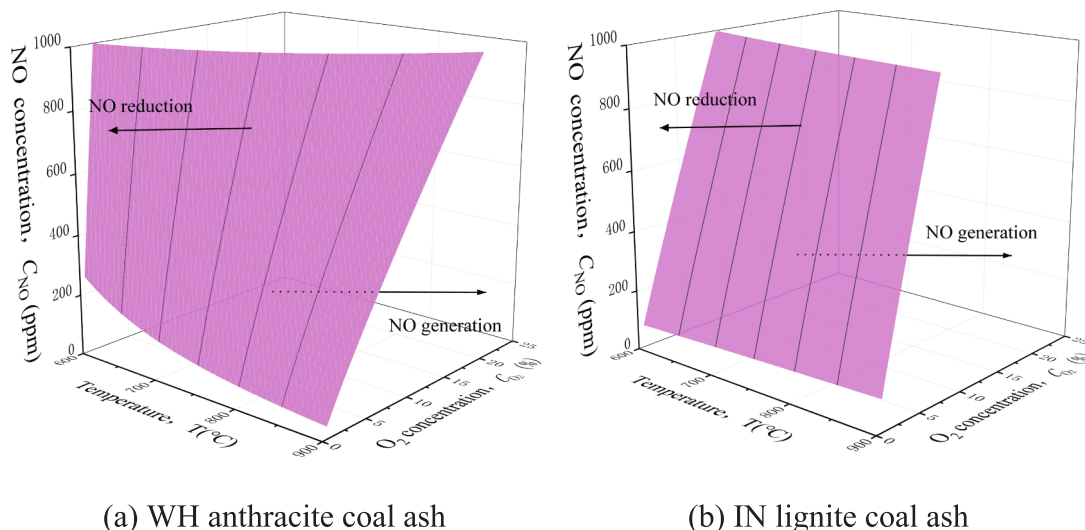 NO concentration, C_NO (ppm)
1000
800
600
400
200
0
NO reduction
NO generation
600
700
800
900
Temperature, T(°C)
0
5
10
15
20
25
O₂ concentration, C_O₂ (%)
(a) WH anthracite coal ash
NO concentration, C_NO (ppm)
1000
800
600
400
200
0
NO reduction
NO generation
600
700
800
900
Temperature, T(°C)
0
5
10
15
20
25
O₂ concentration, C_O₂ (%)
(b) IN lignite coal ash